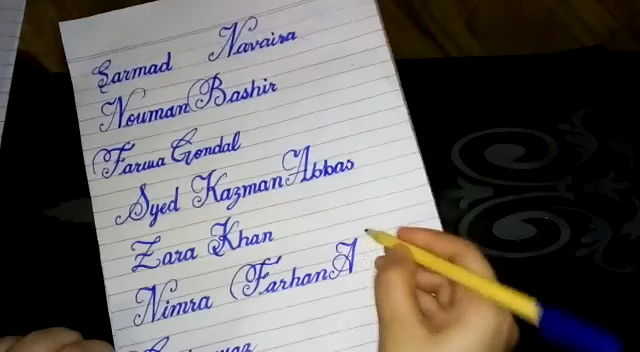 Sarmad Navaira
Nouman Bashir
Farwa Gondal
Syed Kazman Abbas
Zara Khan
Nimra Farhan A